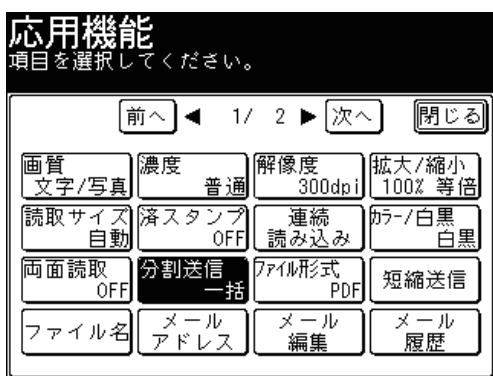 応用機能
項目を選択してください。
前へ ◀ 1/ 2 ▶ 次へ 閉じる
画質 濃度 解像度 拡大/縮小
文字/写真 普通 300dpi 100% 等倍
読取サイズ 済スタンプ 連続 ｶﾗｰ/白黒
自動 OFF 読み込み 白黒
両面読取 分割送信 ﾌｧｲﾙ形式 短縮送信
OFF 一括 PDF
ファイル名 メール メール メール
アドレス 編集 履歴